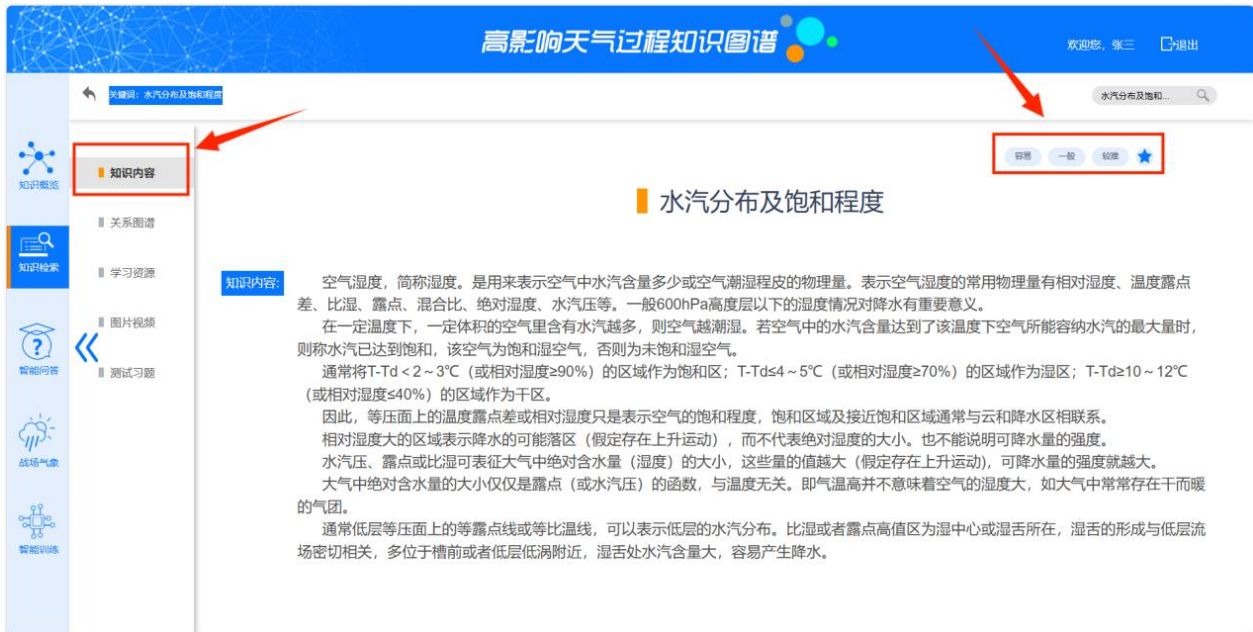 高影响天气过程知识图谱
欢迎您，张三 退出
关键词：水汽分布及饱和程度
水汽分布及饱和...
知识概览
知识检索
智能问答
战场气象
智能训练
知识内容
关系图谱
学习资源
图片视频
测试习题
容易 一般 较难
水汽分布及饱和程度
知识内容:
空气湿度，简称湿度。是用来表示空气中水汽含量多少或空气潮湿程皮的物理量。表示空气湿度的常用物理量有相对湿度、温度露点
差、比湿、露点、混合比、绝对湿度、水汽压等。一般600hPa高度层以下的湿度情况对降水有重要意义。
在一定温度下，一定体积的空气里含有水汽越多，则空气越潮湿。若空气中的水汽含量达到了该温度下空气所能容纳水汽的最大量时，
则称水汽已达到饱和，该空气为饱和湿空气，否则为未饱和湿空气。
通常将T-Td＜2～3℃（或相对湿度≥90%）的区域作为饱和区；T-Td≤4～5℃（或相对湿度≥70%）的区域作为湿区；T-Td≥10～12℃
（或相对湿度≤40%）的区域作为干区。
因此，等压面上的温度露点差或相对湿度只是表示空气的饱和程度，饱和区域及接近饱和区域通常与云和降水区相联系。
相对湿度大的区域表示降水的可能落区（假定存在上升运动），而不代表绝对湿度的大小。也不能说明可降水量的强度。
水汽压、露点或比湿可表征大气中绝对含水量（湿度）的大小，这些量的值越大（假定存在上升运动)，可降水量的强度就越大。
大气中绝对含水量的大小仅仅是露点（或水汽压）的函数，与温度无关。即气温高并不意味着空气的湿度大，如大气中常常存在干而暖
的气团。
通常低层等压面上的等露点线或等比温线，可以表示低层的水汽分布。比湿或者露点高值区为湿中心或湿舌所在，湿舌的形成与低层流
场密切相关，多位于槽前或者低层低涡附近，湿舌处水汽含量大，容易产生降水。